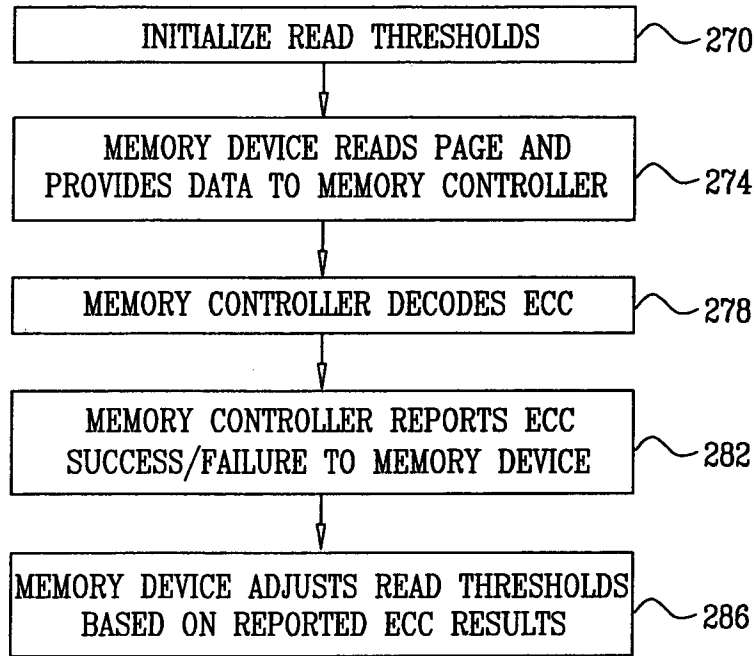 INITIALIZE READ THRESHOLDS
270
MEMORY DEVICE READS PAGE AND
PROVIDES DATA TO MEMORY CONTROLLER
274
MEMORY CONTROLLER DECODES ECC
278
MEMORY CONTROLLER REPORTS ECC
SUCCESS/FAILURE TO MEMORY DEVICE
282
MEMORY DEVICE ADJUSTS READ THRESHOLDS
BASED ON REPORTED ECC RESULTS
286